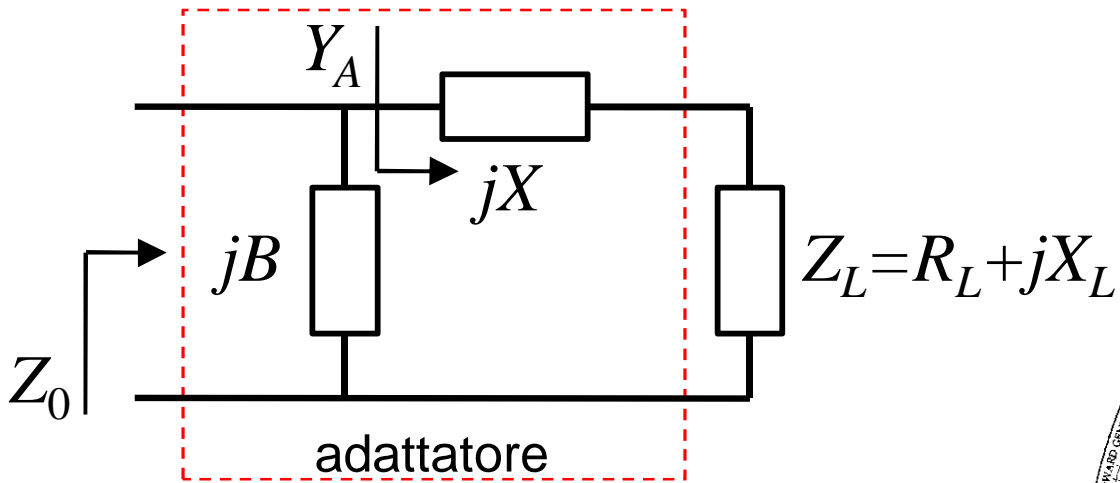 Y_A
jX
jB
Z_L=R_L+jX_L
Z_0
adattatore